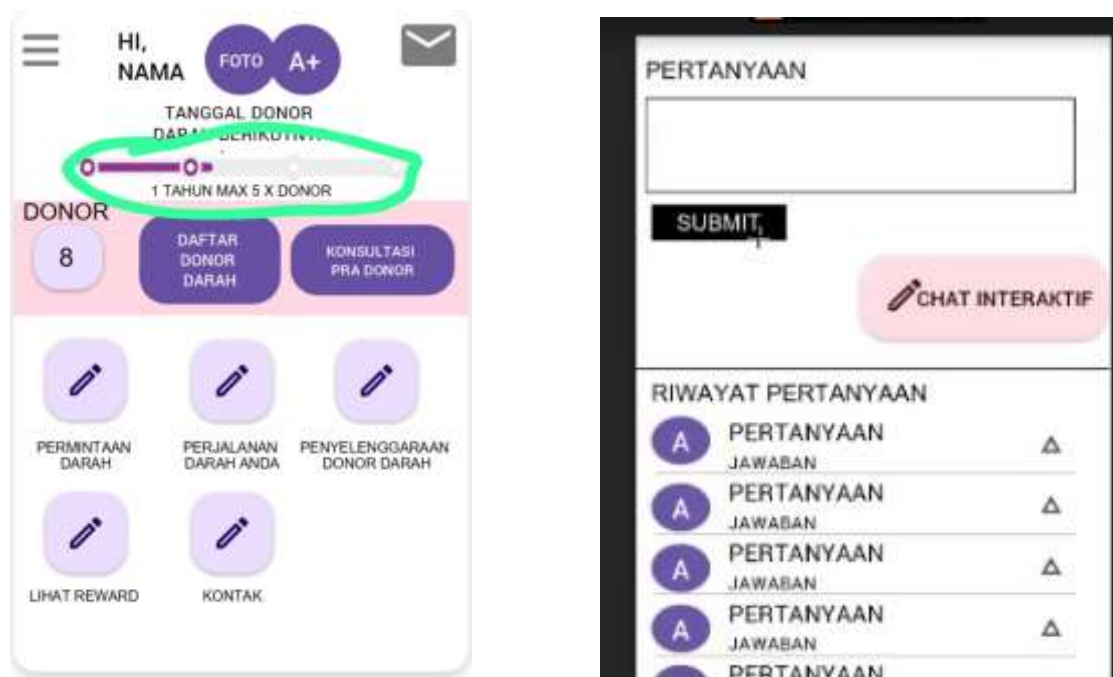 HI,
NAMA
FOTO
A+
TANGGAL DONOR
DARAH BERIKUTNYA
1 TAHUN MAX 5 X DONOR
DONOR
8
DAFTAR
DONOR
DARAH
KONSULTASI
PRA DONOR
PERMINTAAN
DARAH
PERJALANAN
DARAH ANDA
PENYELENGGARAAN
DONOR DARAH
LIHAT REWARD
KONTAK
PERTANYAAN
SUBMIT
CHAT INTERAKTIF
RIWAYAT PERTANYAAN
A
PERTANYAAN
JAWABAN
A
PERTANYAAN
JAWABAN
A
PERTANYAAN
JAWABAN
A
PERTANYAAN
JAWABAN
PERTANYAAN